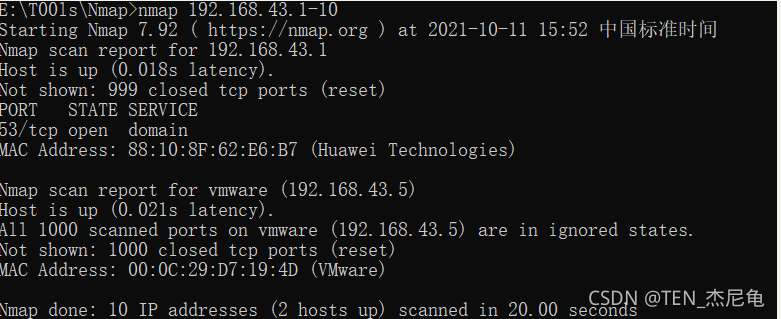 E:\T00ls\Nmap>nmap 192.168.43.1-10
Starting Nmap 7.92 ( https://nmap.org ) at 2021-10-11 15:52 中国标准时间
Nmap scan report for 192.168.43.1
Host is up (0.018s latency).
Not shown: 999 closed tcp ports (reset)
PORT   STATE SERVICE
53/tcp open  domain
MAC Address: 88:10:8F:62:E6:B7 (Huawei Technologies)

Nmap scan report for vmware (192.168.43.5)
Host is up (0.021s latency).
All 1000 scanned ports on vmware (192.168.43.5) are in ignored states.
Not shown: 1000 closed tcp ports (reset)
MAC Address: 00:0C:29:D7:19:4D (VMware)

Nmap done: 10 IP addresses (2 hosts up) scanned in 20.00 seconds
CSDN @TEN_杰尼龟